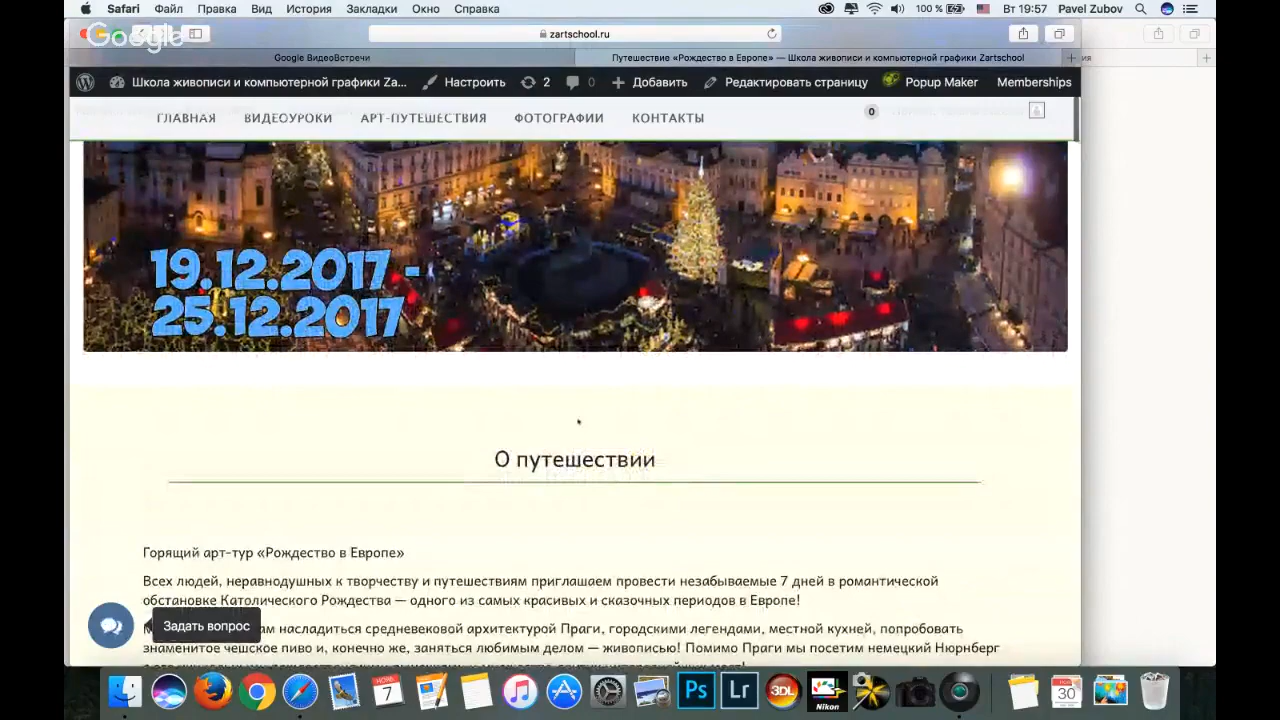 Safari Файл Правка Вид История Закладки Окно Справка 100 % Вт 19:57 Pavel Zubov
Google
zartschool.ru
Google ВидеоВстречи Путешествие «Рождество в Европе» — Школа живописи и компьютерной графики Zartschool
Школа живописи и компьютерной графики Za... Настроить 2 0 Добавить Редактировать страницу Popup Maker Memberships
ГЛАВНАЯ ВИДЕОУРОКИ АРТ-ПУТЕШЕСТВИЯ ФОТОГРАФИИ КОНТАКТЫ 0
19.12.2017 -
25.12.2017
О путешествии
Горящий арт-тур «Рождество в Европе»
Всех людей, неравнодушных к творчеству и путешествиям приглашаем провести незабываемые 7 дней в романтической
обстановке Католического Рождества — одного из самых красивых и сказочных периодов в Европе!
Задать вопрос
насладиться средневековой архитектурой Праги, городскими легендами, местной кухней, попробовать
знаменитое чешское пиво и, конечно же, заняться любимым делом — живописью! Помимо Праги мы посетим немецкий Нюрнберг
НОЯБ.
7
Ps
Lr
3DL
Nikon
30